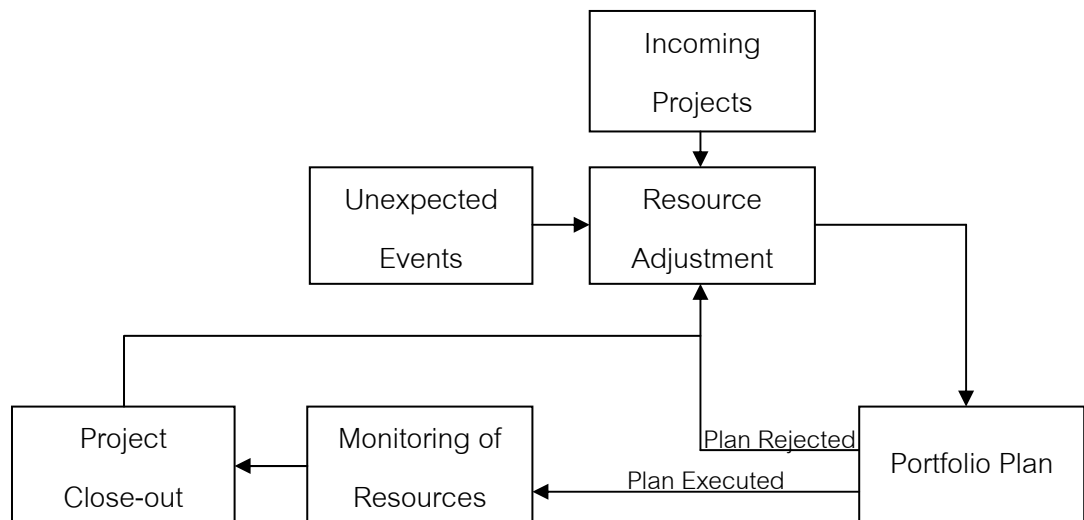 Incoming
Projects
Unexpected
Events
Resource
Adjustment
Project
Close-out
Monitoring of
Resources
Plan Rejected
Plan Executed
Portfolio Plan